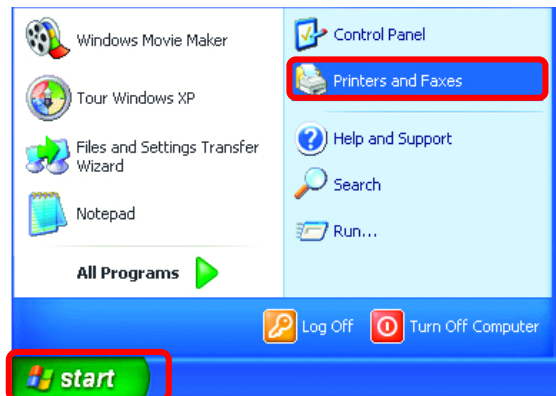 Windows Movie Maker
Tour Windows XP
Files and Settings Transfer
Wizard
Notepad
All Programs
Control Panel
Printers and Faxes
Help and Support
Search
Run...
Log Off
Turn Off Computer
start